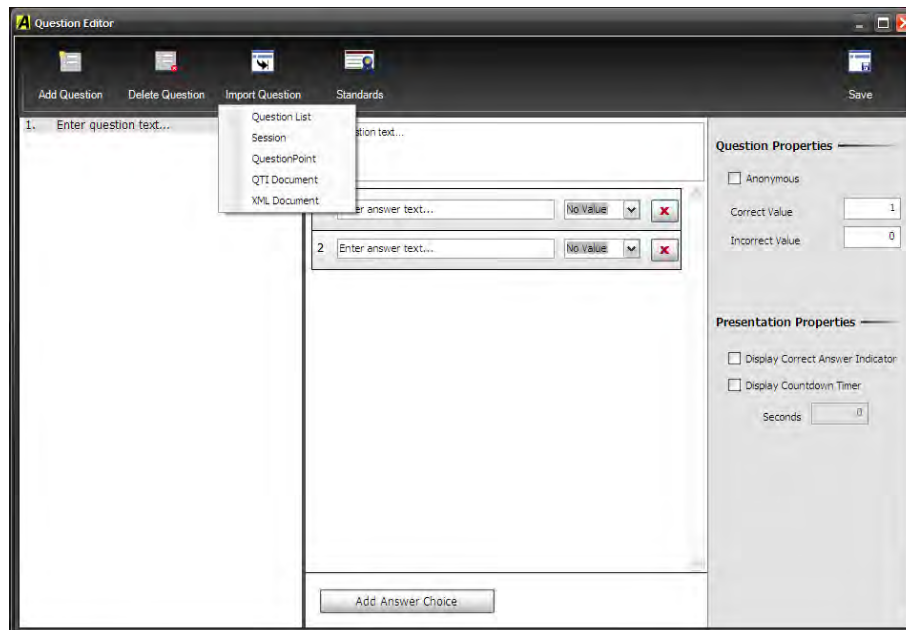 Question Editor
Add Question Delete Question Import Question Standards Save
Question List
Session
QuestionPoint
QTI Document
XML Document
1. Enter question text...
stion text...
er answer text... No Value
2 Enter answer text... No Value
Add Answer Choice
Question Properties
Anonymous
Correct Value 1
Incorrect Value 0
Presentation Properties
Display Correct Answer Indicator
Display Countdown Timer
Seconds 0